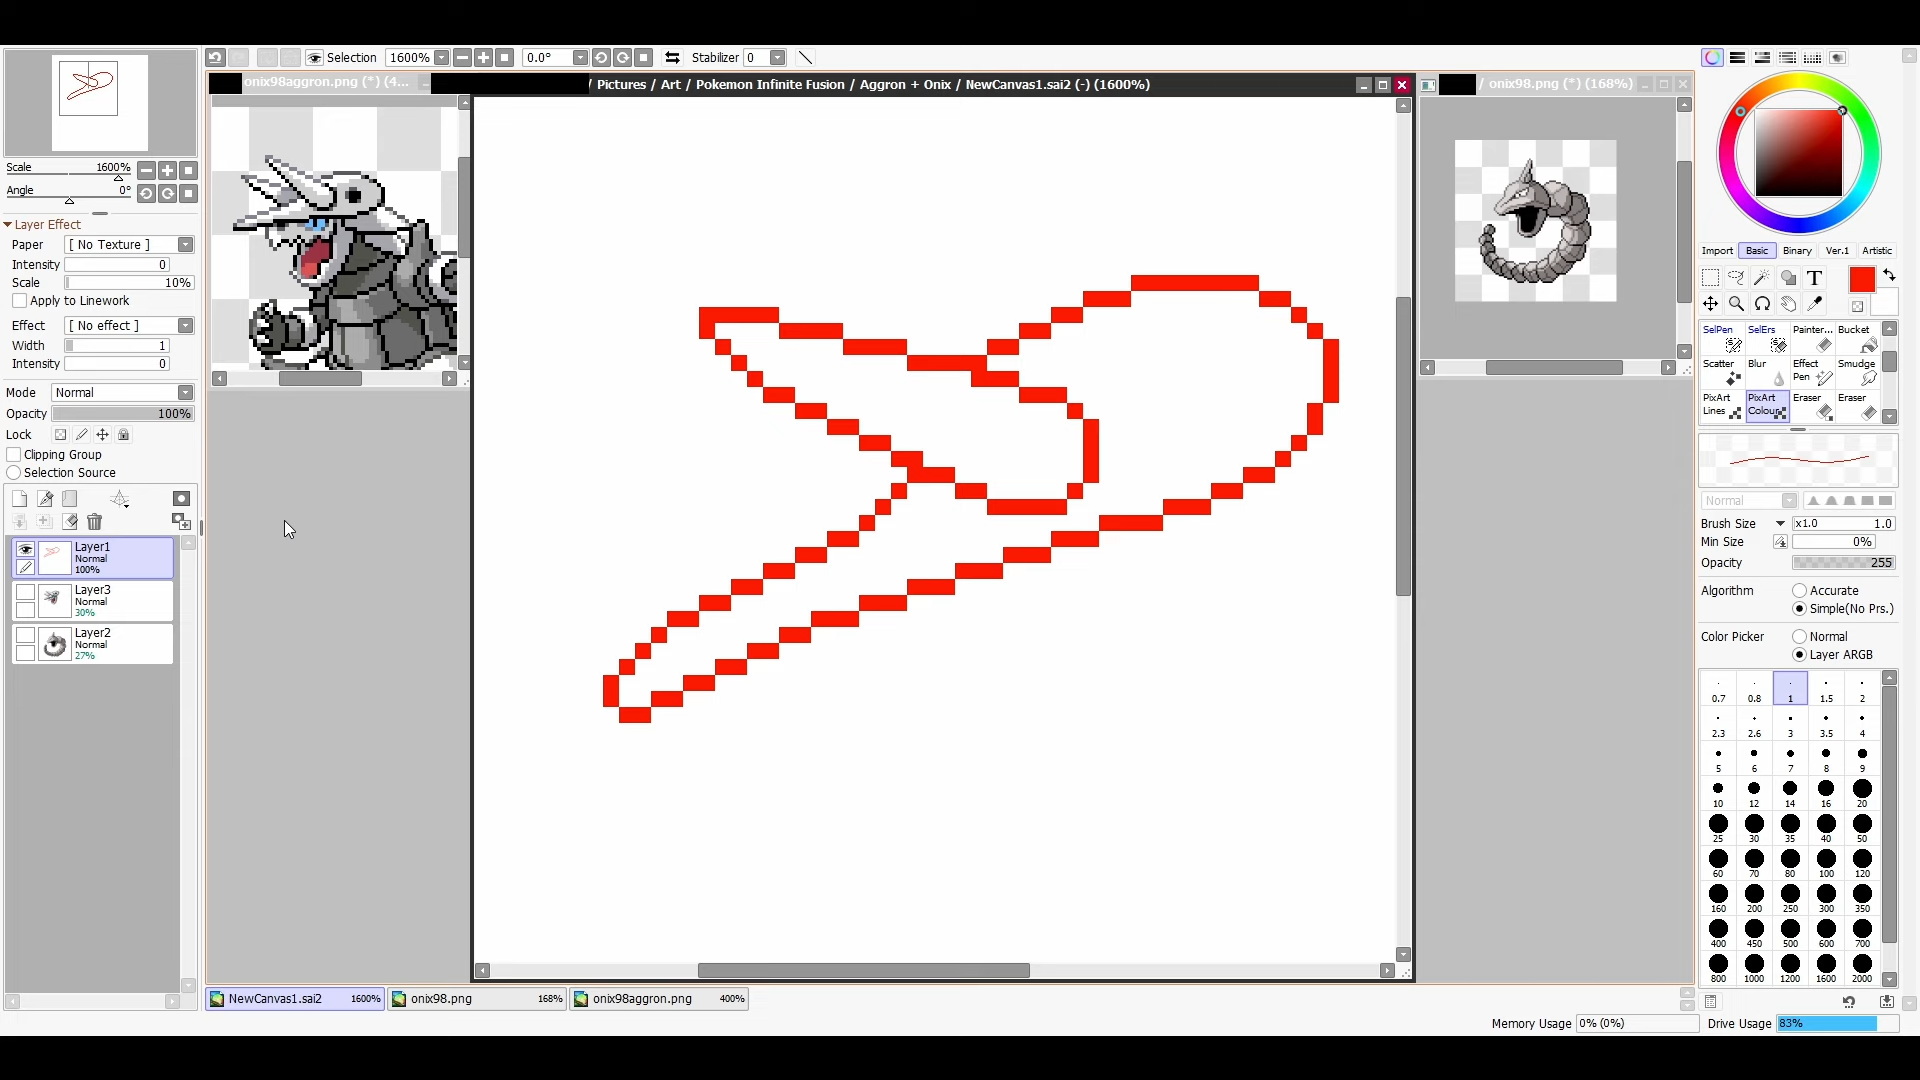 Selection 1600% 0.0° Stabilizer 0
onix98aggron.png (*) (4...
/ Pictures / Art / Pokemon Infinite Fusion / Aggron + Onix / NewCanvas1.sai2 (-) (1600%)
/ onix98.png (*) (168%)
Scale 1600%
Angle 0°
Layer Effect
Paper [ No Texture ]
Intensity 0
Scale 10%
Apply to Linework
Effect [ No effect ]
Width 1
Intensity 0
Mode Normal
Opacity 100%
Lock
Clipping Group
Selection Source
Layer1
Normal
100%
Layer3
Normal
30%
Layer2
Normal
27%
NewCanvas1.sai2 1600% onix98.png 168% onix98aggron.png 400%
Import Basic Binary Ver.1 Artistic
T
SelPen SelErs Painter... Bucket
Scatter Blur Effect Pen Smudge
PixArt Lines PixArt Colour Eraser Eraser
Normal
Brush Size x1.0 1.0
Min Size 0%
Opacity 255
Algorithm Accurate
Simple(No Prs.)
Color Picker Normal
Layer ARGB
0.7 0.8 1 1.5 2
2.3 2.6 3 3.5 4
5 6 7 8 9
10 12 14 16 20
25 30 35 40 50
60 70 80 100 120
160 200 250 300 350
400 450 500 600 700
800 1000 1200 1600 2000
Memory Usage 0% (0%) Drive Usage 83%